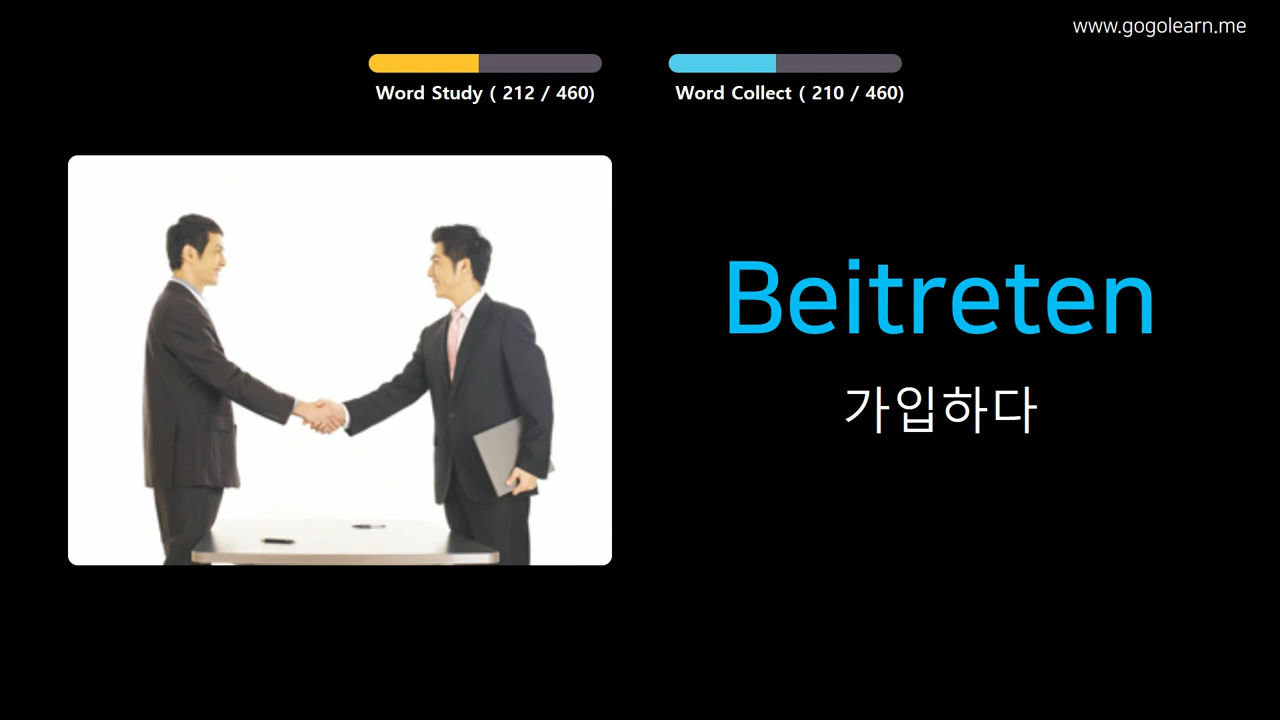 www.gogolearn.me
Word Study ( 212 / 460)
Word Collect ( 210 / 460)
Beitreten
가입하다